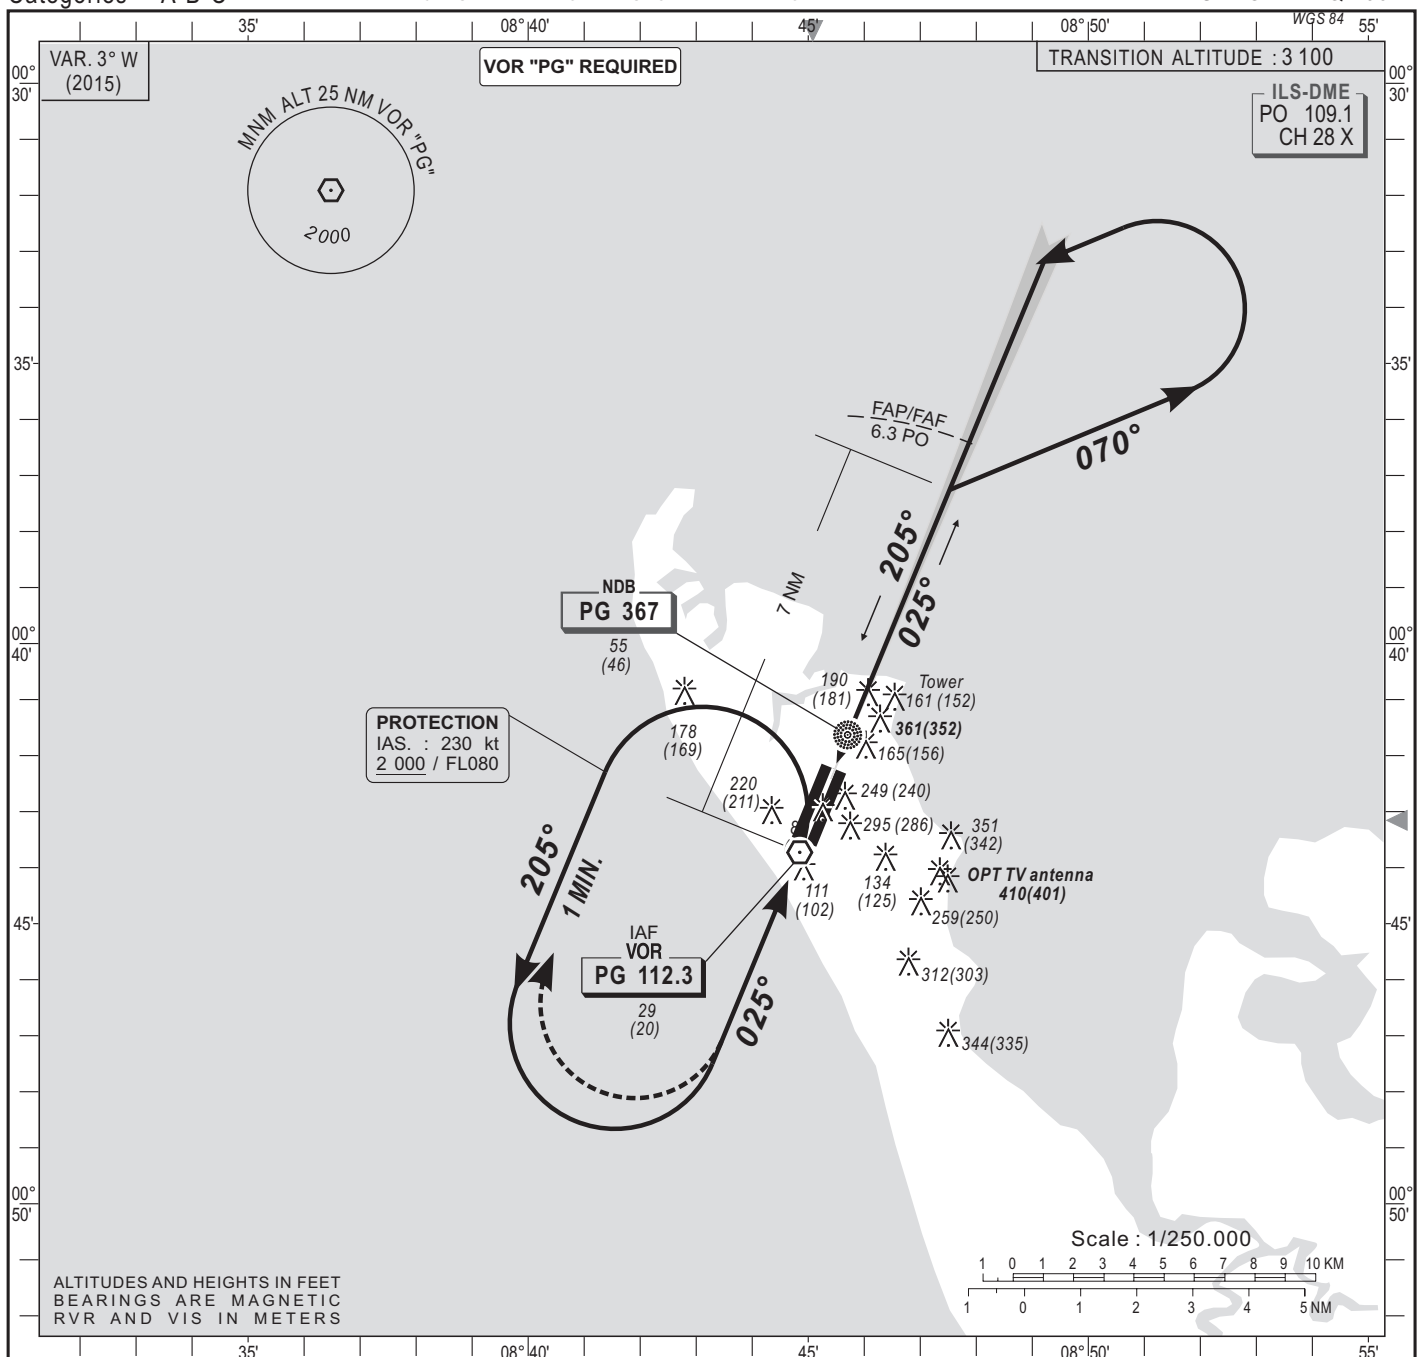 WGS 84
35'
08° 40'
45'
08° 50'
55'
VAR. 3° W
(2015)
VOR "PG" REQUIRED
TRANSITION ALTITUDE : 3 100
00°
30'
00°
30'
MNM ALT 25 NM VOR "PG"
2000
ILS-DME
PO 109.1
CH 28 X
35'
35'
FAP/FAF
6.3 PO
070°
205°
025°
7 NM
NDB
PG 367
55
(46)
00°
40'
00°
40'
190
(181)
Tower
161 (152)
361(352)
165(156)
178
(169)
PROTECTION
IAS. : 230 kt
2 000 / FL080
220
(211)
249 (240)
295 (286)
351
(342)
205°
1 MIN.
111
(102)
134
(125)
OPT TV antenna
410(401)
259(250)
45'
45'
IAF
VOR
PG 112.3
29
(20)
025°
312(303)
344(335)
00°
50'
00°
50'
Scale : 1/250.000
1 0 1 2 3 4 5 6 7 8 9 10 KM
1 0 1 2 3 4 5 NM
ALTITUDES AND HEIGHTS IN FEET
BEARINGS ARE MAGNETIC
RVR AND VIS IN METERS
35'
08° 40'
45'
08° 50'
55'